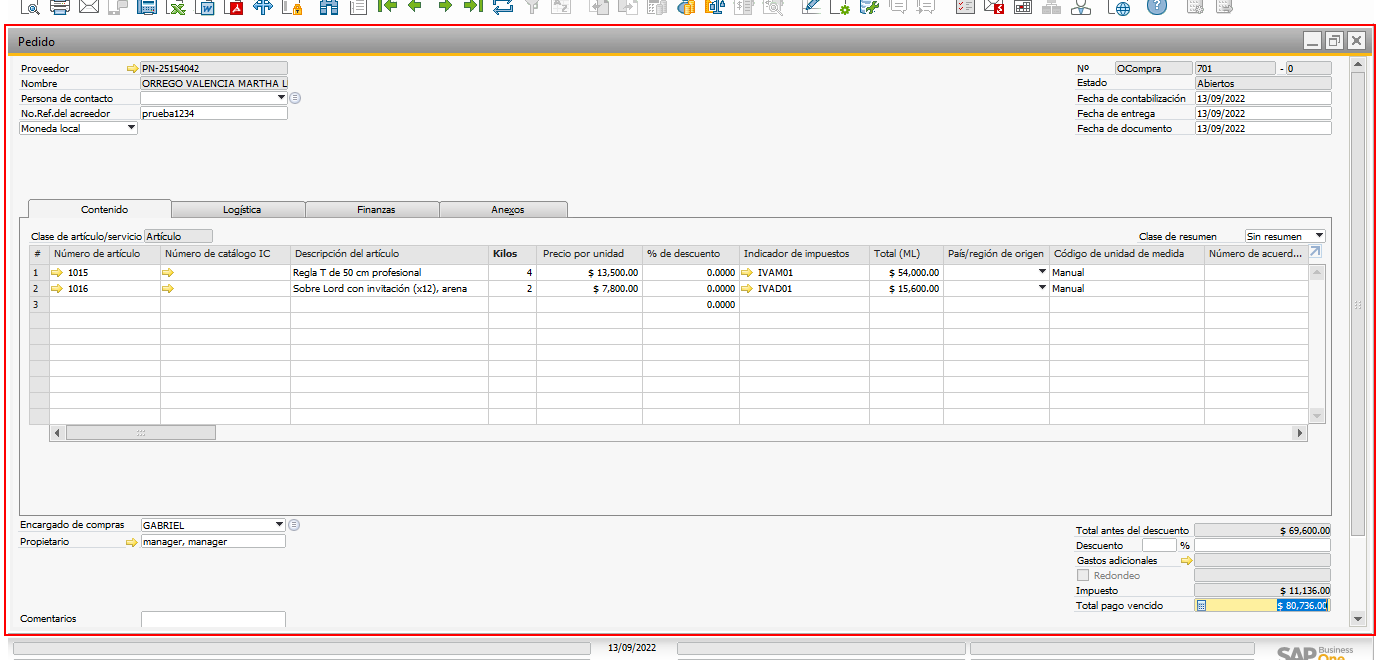 Pedido
Proveedor PN-25154042
Nombre ORREGO VALENCIA MARTHA L
Persona de contacto
No.Ref.del acreedor prueba1234
Moneda local
Nº OCompra 701 - 0
Estado Abiertos
Fecha de contabilización 13/09/2022
Fecha de entrega 13/09/2022
Fecha de documento 13/09/2022
Contenido Logística Finanzas Anexos
Clase de artículo/servicio Artículo Clase de resumen Sin resumen
# Número de artículo Número de catálogo IC Descripción del artículo Kilos Precio por unidad % de descuento Indicador de impuestos Total (ML) País/región de origen Código de unidad de medida Número de acuerd...
1 1015 Regla T de 50 cm profesional 4 $ 13,500.00 0.0000 IVAM01 $ 54,000.00 Manual
2 1016 Sobre Lord con invitación (x12), arena 2 $ 7,800.00 0.0000 IVAD01 $ 15,600.00 Manual
3 0.0000
Encargado de compras GABRIEL
Propietario manager, manager
Comentarios
Total antes del descuento $ 69,600.00
Descuento %
Gastos adicionales
Redondeo
Impuesto $ 11,136.00
Total pago vencido $ 80,736.00
13/09/2022
SAP Business One